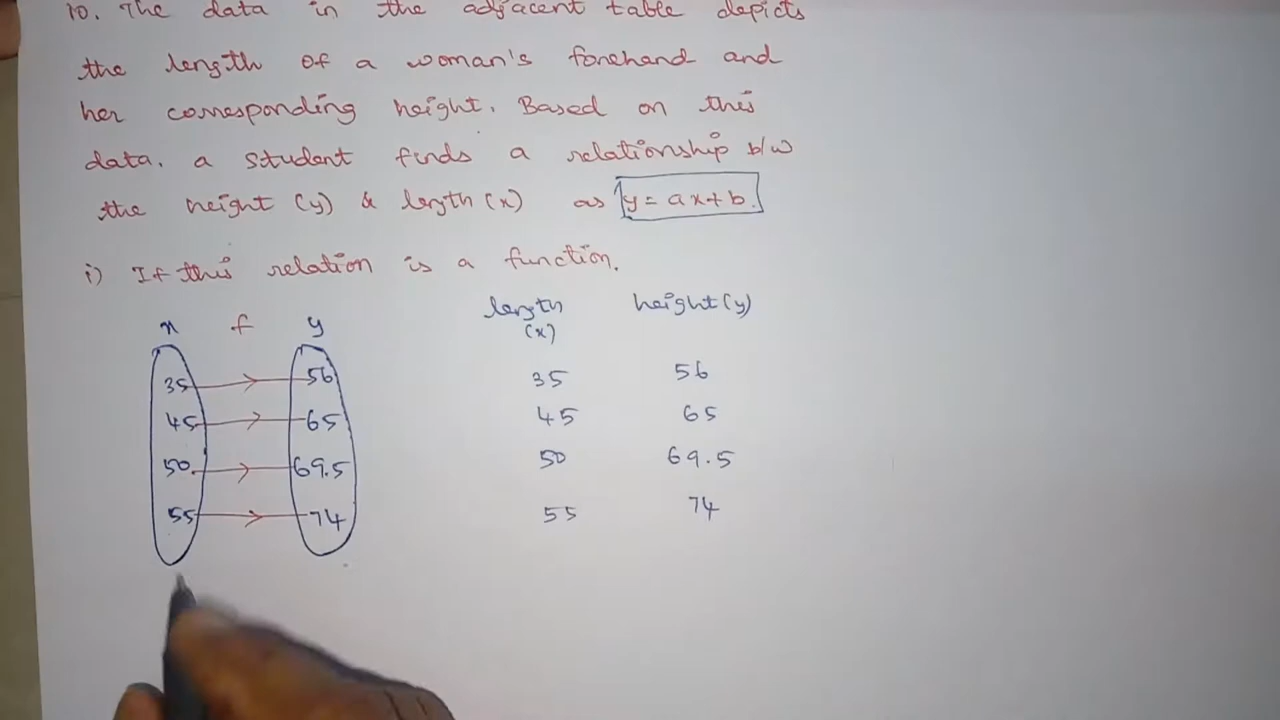 10. The data in the adjacent table depicts
the length of a woman's forehand and
her corresponding height. Based on this
data, a student finds a relationship b/w
the height (y) & length (x) as y = ax + b.
i) If this relation is a function.
x f y
35 56
45 65
50. 69.5
55 74
length (x) height (y)
35 56
45 65
50 69.5
55 74